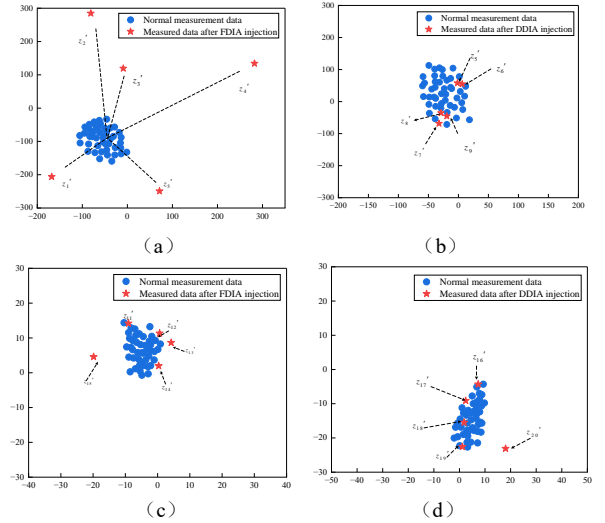 Normal measurement data
Measured data after FDIA injection
300
200
100
0
−100
−200
−300
−200
−100
0
100
200
300
z₂'
z₅'
z₄'
z₁'
z₃'
(a)
Normal measurement data
Measured data after DDIA injection
300
200
100
0
−100
−200
−300
−200
−150
−100
−50
0
50
100
150
200
z₅'
z₆'
z₈'
z₇'
z₉'
(b)
Normal measurement data
Measured data after FDIA injection
30
20
10
0
−10
−20
−30
−40
−30
−20
−10
0
10
20
30
40
z₁₁'
z₁₂'
z₁₃'
z₁₄'
(c)
Normal measurement data
Measured data after DDIA injection
30
20
10
0
−10
−20
−30
−50
−40
−30
−20
−10
0
10
20
30
40
50
z₁₆'
z₁₇'
z₁₈'
z₁₉'
z₂₀'
(d)